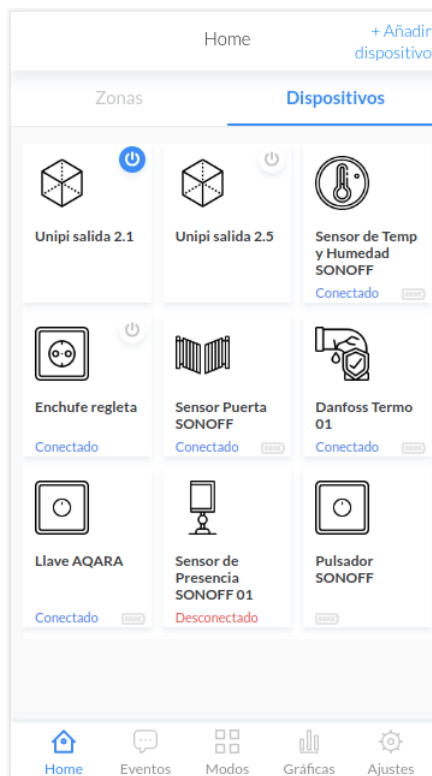 Home
+ Añadir
dispositivo
Zonas
Dispositivos
Unipi salida 2.1
Unipi salida 2.5
Sensor de Temp
y Humedad
SONOFF
Conectado
Enchufe regleta
Conectado
Sensor Puerta
SONOFF
Conectado
Danfoss Termo
01
Conectado
Llave AQARA
Conectado
Sensor de
Presencia
SONOFF 01
Desconectado
Pulsador
SONOFF
Home
Eventos
Modos
Gráficas
Ajustes